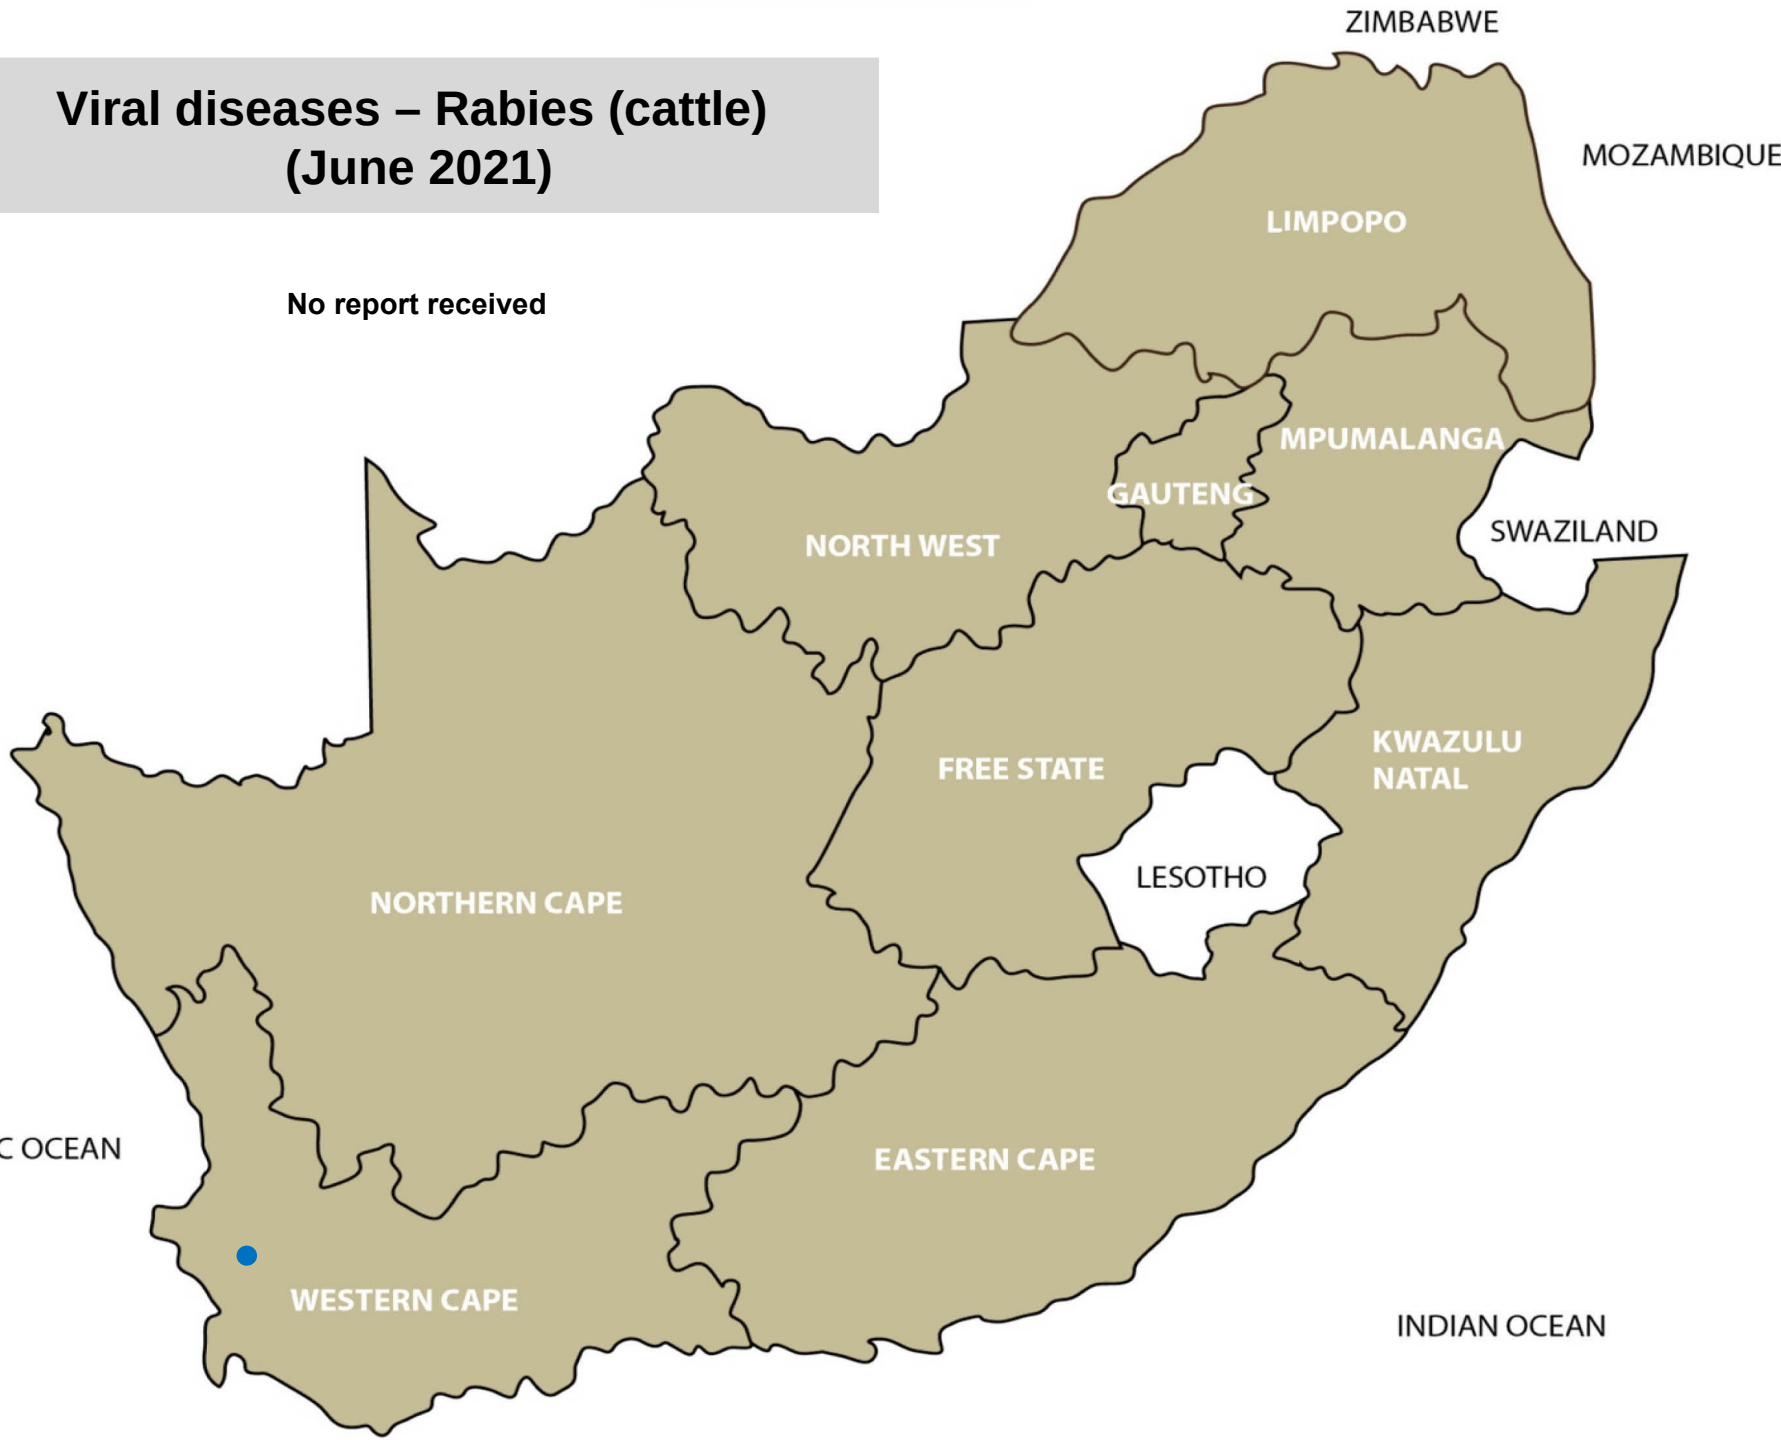 ZIMBABWE
Viral diseases – Rabies (cattle)
(June 2021)
MOZAMBIQUE
LIMPOPO
No report received
MPUMALANGA
GAUTENG
SWAZILAND
NORTH WEST
KWAZULU
NATAL
FREE STATE
LESOTHO
NORTHERN CAPE
C OCEAN
EASTERN CAPE
WESTERN CAPE
INDIAN OCEAN